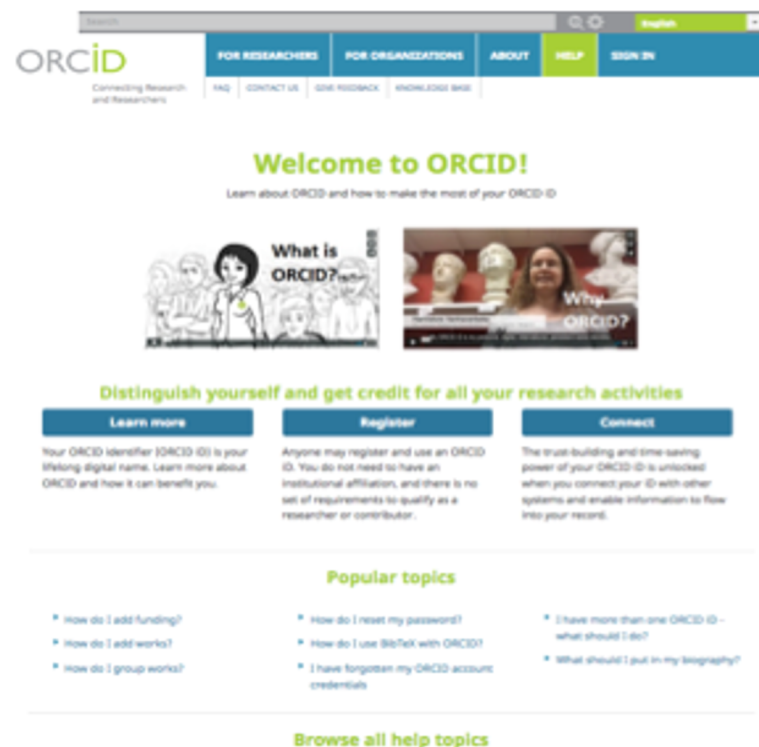 Search
English
ORCID
FOR RESEARCHERS
FOR ORGANIZATIONS
ABOUT
HELP
SIGN IN
Connecting Research
and Researchers
FAQ
CONTACT US
GIVE FEEDBACK
KNOWLEDGE BASE
Welcome to ORCID!
Learn about ORCID and how to make the most of your ORCID iD
What is
ORCID?
Why
ORCID?
Distinguish yourself and get credit for all your research activities
Learn more
Your ORCID identifier (ORCID iD) is your
lifelong digital name. Learn more about
ORCID and how it can benefit you.
Register
Anyone may register and use an ORCID
iD. You do not need to have an
institutional affiliation, and there is no
set of requirements to qualify as a
researcher or contributor.
Connect
The trust-building and time-saving
power of your ORCID iD is unlocked
when you connect your iD with other
systems and enable information to flow
into your record.
Popular topics
How do I add funding?
How do I add works?
How do I group works?
How do I reset my password?
How do I use BibTeX with ORCID?
I have forgotten my ORCID account
credentials
I have more than one ORCID iD –
what should I do?
What should I put in my biography?
Browse all help topics